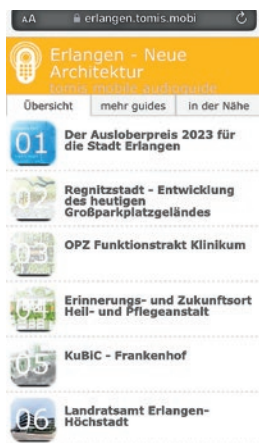 AA erlangen.tomis.mobi
Erlangen - Neue
Architektur
tomis mobile audioguide
Übersicht mehr guides in der Nähe
01 Der Ausloberpreis 2023 für
die Stadt Erlangen
Regnitzstadt - Entwicklung
des heutigen
Großparkplatzgeländes
OPZ Funktionstrakt Klinikum
04 Erinnerungs- und Zukunftsort
Heil- und Pflegeanstalt
05 KuBiC - Frankenhof
06 Landratsamt Erlangen-
Höchstadt